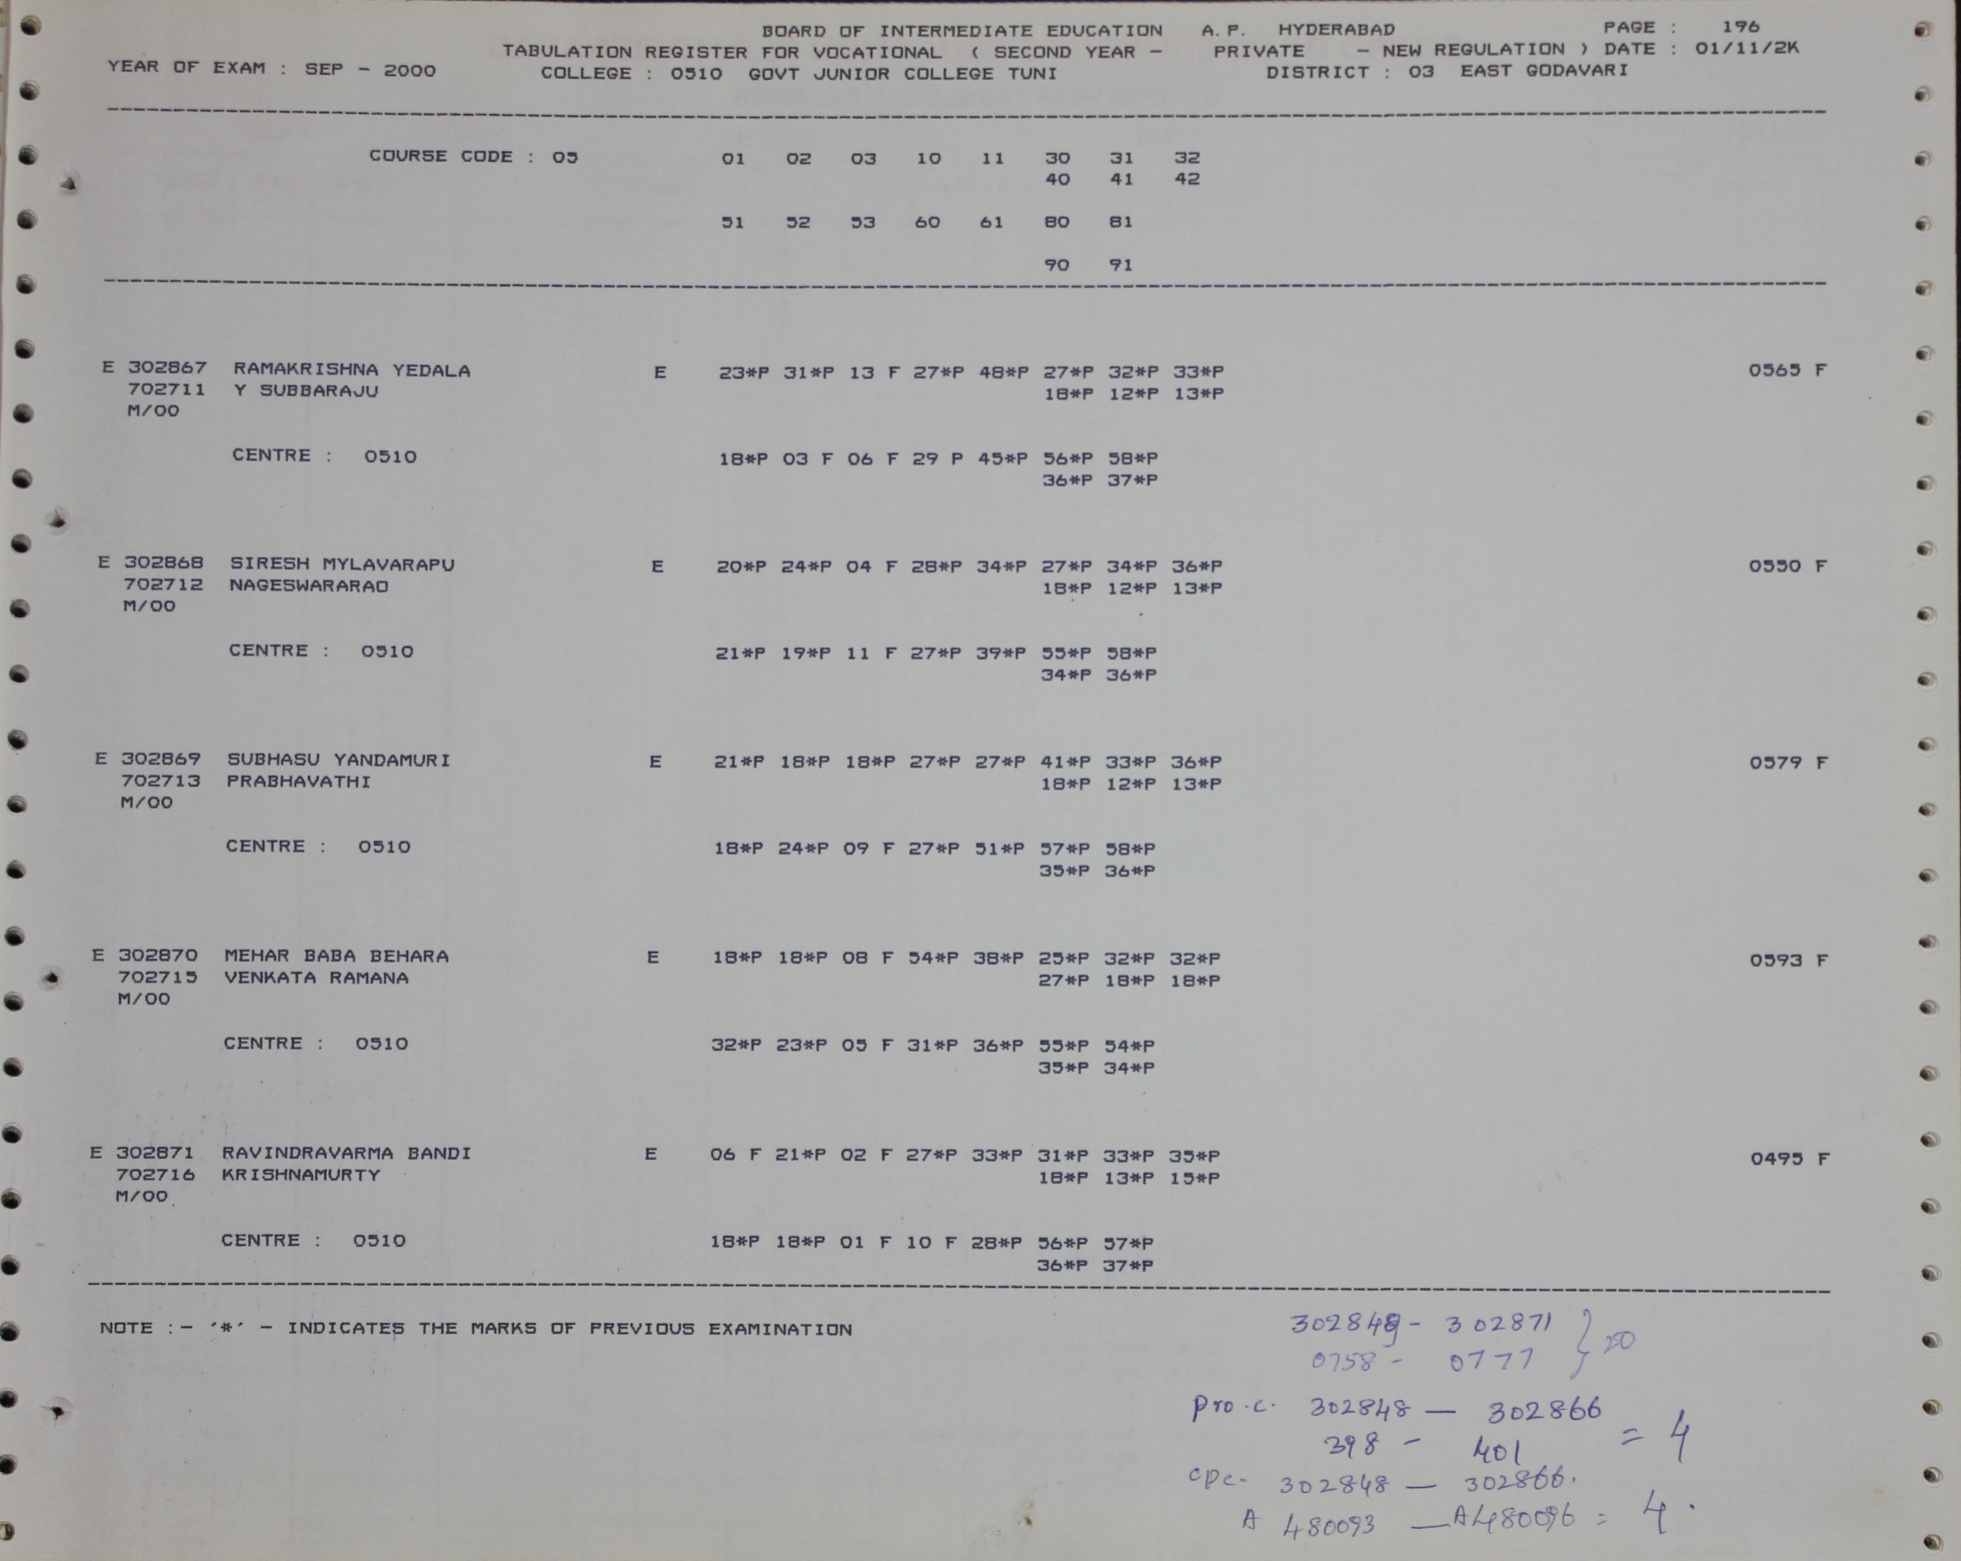 BOARD OF INTERMEDIATE EDUCATION A.P. HYDERABAD PAGE : 196
TABULATION REGISTER FOR VOCATIONAL ( SECOND YEAR - PRIVATE - NEW REGULATION ) DATE : 01/11/2K
YEAR OF EXAM : SEP - 2000 COLLEGE : 0510 GOVT JUNIOR COLLEGE TUNI DISTRICT : 03 EAST GODAVARI
COURSE CODE : 05 01 02 03 10 11 30 31 32
40 41 42
51 52 53 60 61 80 81
90 91
E 302867 RAMAKRISHNA YEDALA E 23*P 31*P 13 F 27*P 48*P 27*P 32*P 33*P 0565 F
702711 Y SUBBARAJU 18*P 12*P 13*P
M/00
CENTRE : 0510 18*P 03 F 06 F 29 P 45*P 56*P 58*P
36*P 37*P
E 302868 SIRESH MYLAVARAPU E 20*P 24*P 04 F 28*P 34*P 27*P 34*P 36*P 0550 F
702712 NAGESWARARAO 18*P 12*P 13*P
M/00
CENTRE : 0510 21*P 19*P 11 F 27*P 39*P 55*P 58*P
34*P 36*P
E 302869 SUBHASU YANDAMURI E 21*P 18*P 18*P 27*P 27*P 41*P 33*P 36*P 0579 F
702713 PRABHAVATHI 18*P 12*P 13*P
M/00
CENTRE : 0510 18*P 24*P 09 F 27*P 51*P 57*P 58*P
35*P 36*P
E 302870 MEHAR BABA BEHARA E 18*P 18*P 08 F 54*P 38*P 25*P 32*P 32*P 0593 F
702715 VENKATA RAMANA 27*P 18*P 18*P
M/00
CENTRE : 0510 32*P 23*P 05 F 31*P 36*P 55*P 54*P
35*P 34*P
E 302871 RAVINDRAVARMA BANDI E 06 F 21*P 02 F 27*P 33*P 31*P 33*P 35*P 0495 F
702716 KRISHNAMURTY 18*P 13*P 15*P
M/00
CENTRE : 0510 18*P 18*P 01 F 10 F 28*P 56*P 57*P
36*P 37*P
NOTE :- '*' - INDICATES THE MARKS OF PREVIOUS EXAMINATION
- 302871 } 20
0758 - 0777
Pro.c. 302848 — 302866
398 - 401 = 4
cpc- 302848 — 302866.
A 480093 — A480096 = 4.